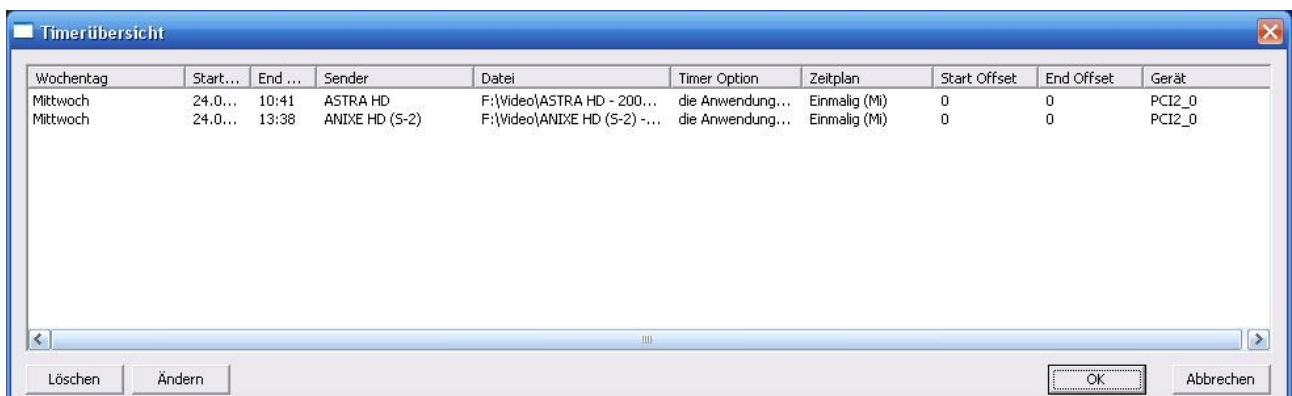 Timerübersicht
Wochentag Start... End ... Sender Datei Timer Option Zeitplan Start Offset End Offset Gerät
Mittwoch 24.0... 10:41 ASTRA HD F:\Video\ASTRA HD - 200... die Anwendung... Einmalig (Mi) 0 0 PCI2_0
Mittwoch 24.0... 13:38 ANIXE HD (S-2) F:\Video\ANIXE HD (S-2) -... die Anwendung... Einmalig (Mi) 0 0 PCI2_0
Löschen Ändern OK Abbrechen